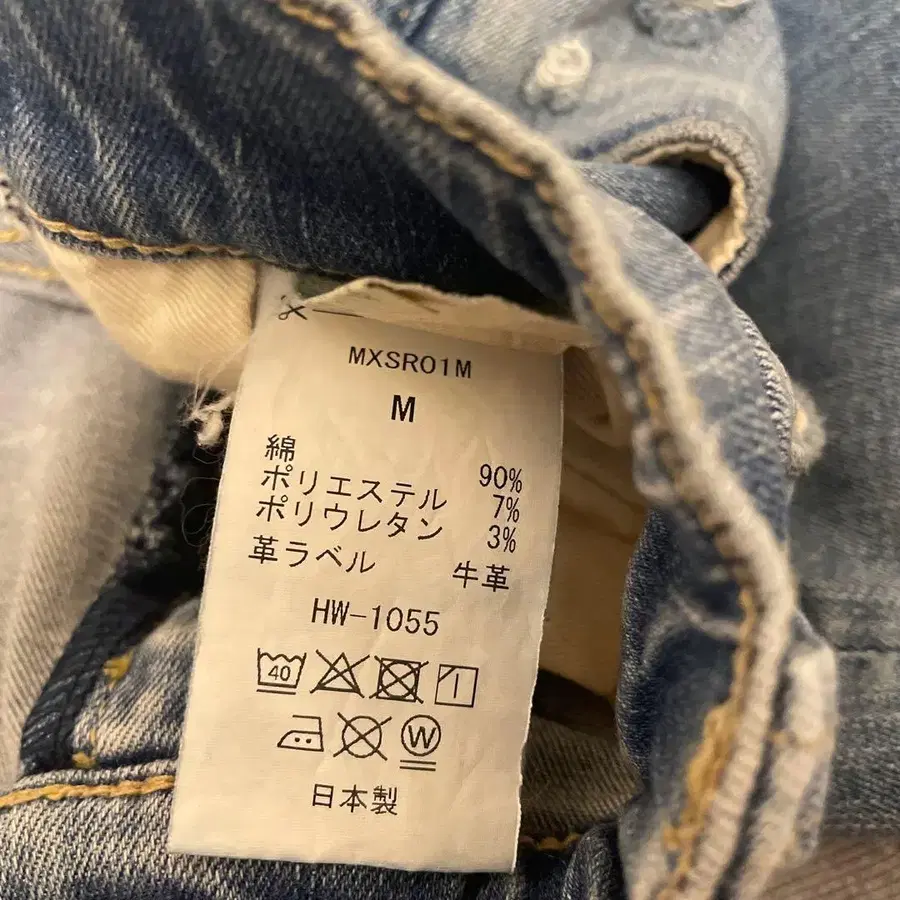 MXSR01M
M
綿 90%
ポリエステル 7%
ポリウレタン 3%
革ラベル 牛革
HW-1055
40
W
日本製